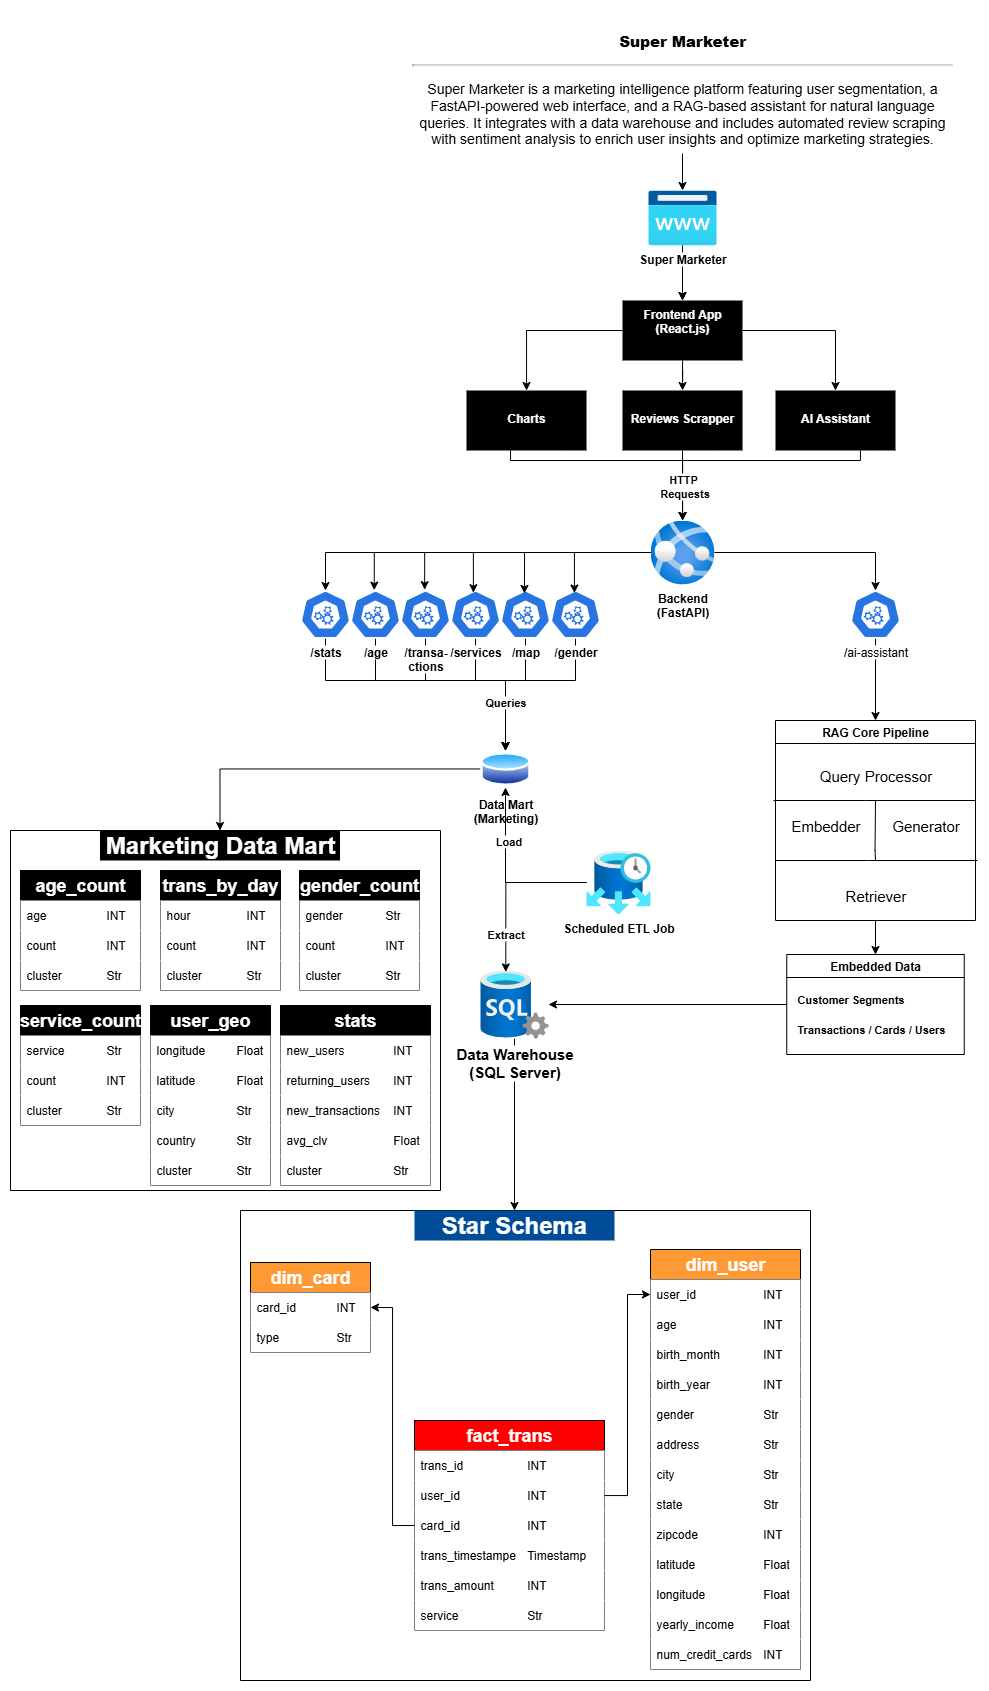 Super Marketer
Super Marketer is a marketing intelligence platform featuring user segmentation, a
FastAPI-powered web interface, and a RAG-based assistant for natural language
queries. It integrates with a data warehouse and includes automated review scraping
with sentiment analysis to enrich user insights and optimize marketing strategies.
WWW
Super Marketer
Frontend App
(React.js)
Charts
Reviews Scrapper
AI Assistant
HTTP
Requests
Backend
(FastAPI)
/stats
/age
/transa-
ctions
/services
/map
/gender
/ai-assistant
Queries
Data Mart
(Marketing)
Load
Scheduled ETL Job
Extract
SQL
Data Warehouse
(SQL Server)
RAG Core Pipeline
Query Processor
Embedder
Generator
Retriever
Embedded Data
Customer Segments
Transactions / Cards / Users
Marketing Data Mart
age_count
age INT
count INT
cluster Str
trans_by_day
hour INT
count INT
cluster Str
gender_count
gender Str
count INT
cluster Str
service_count
service Str
count INT
cluster Str
user_geo
longitude Float
latitude Float
city Str
country Str
cluster Str
stats
new_users INT
returning_users INT
new_transactions INT
avg_clv Float
cluster Str
Star Schema
dim_card
card_id INT
type Str
fact_trans
trans_id INT
user_id INT
card_id INT
trans_timestampe Timestamp
trans_amount INT
service Str
dim_user
user_id INT
age INT
birth_month INT
birth_year INT
gender Str
address Str
city Str
state Str
zipcode INT
latitude Float
longitude Float
yearly_income Float
num_credit_cards INT